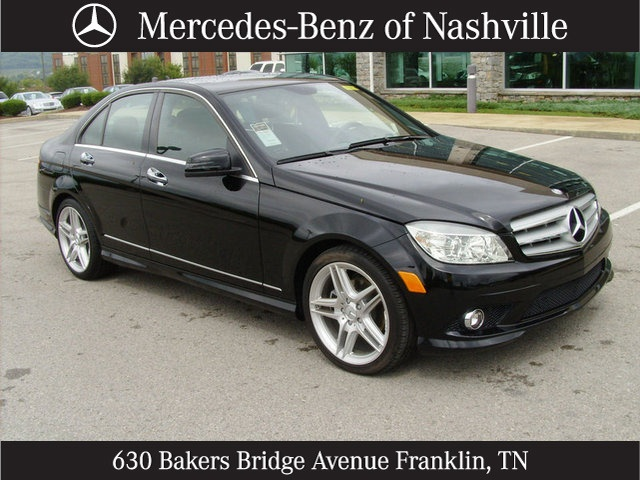 Mercedes-Benz of Nashville
630 Bakers Bridge Avenue Franklin, TN